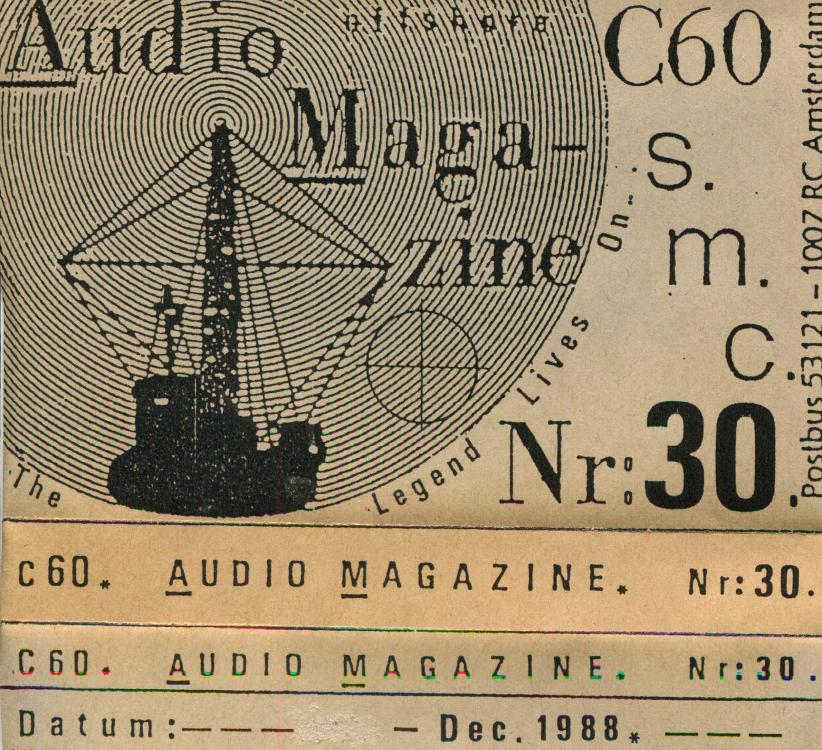 Audio
offshore
Maga-
zine
C60
s.
m.
c.
Nr:30.
The Legend Lives On..
Postbus 53121-1007 RC Amsterdam
C60. AUDIO MAGAZINE. Nr:30.
C60. AUDIO MAGAZINE. Nr:30.
Datum:--- - Dec.1988. ---